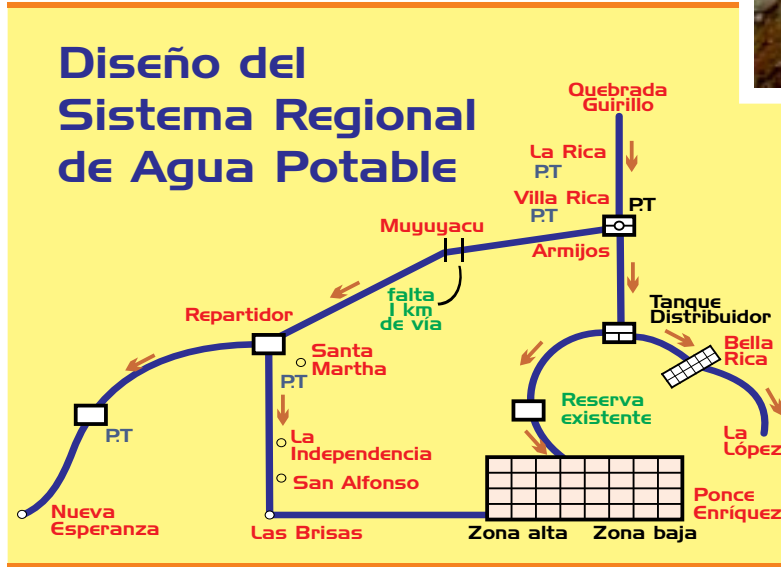 Diseño del
Sistema Regional
de Agua Potable
Quebrada
Guirillo
La Rica
P.T
Villa Rica
P.T
P.T
Muyuyacu
Armijos
falta
1 km
de vía
Repartidor
Tanque
Distribuidor
Santa
Martha
P.T
Bella
Rica
Reserva
existente
P.T
La
Independencia
La
López
San Alfonso
Ponce
Enríquez
Nueva
Esperanza
Las Brisas
Zona alta
Zona baja